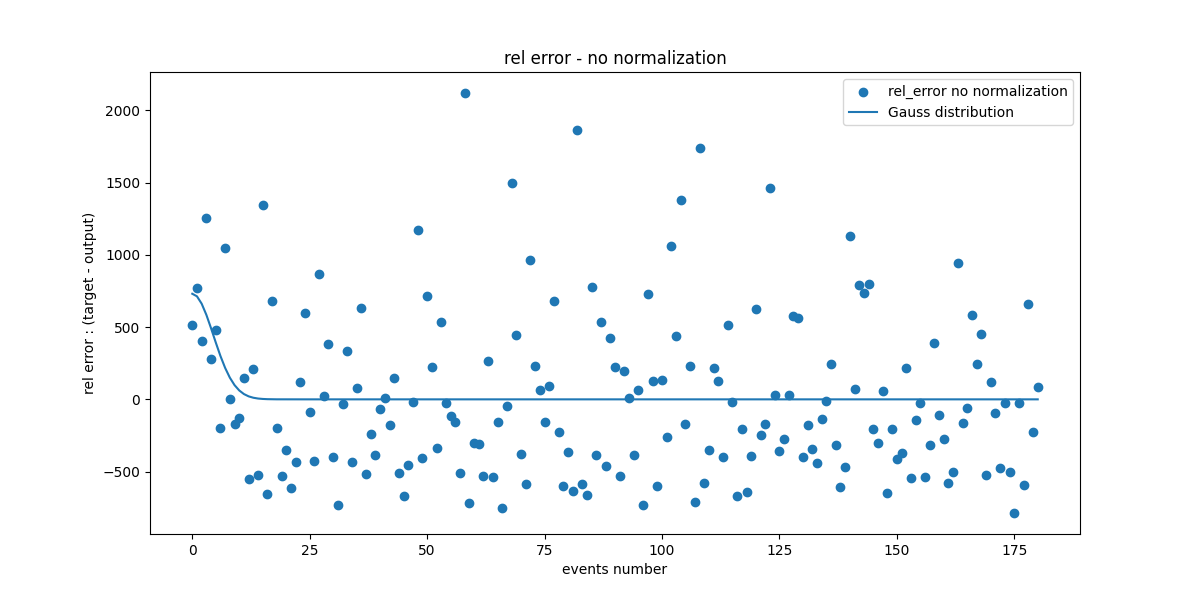 rel error - no normalization
rel_error no normalization
Gauss distribution
rel error : (target - output)
2000
1500
1000
500
0
−500
0 25 50 75 100 125 150 175
events number